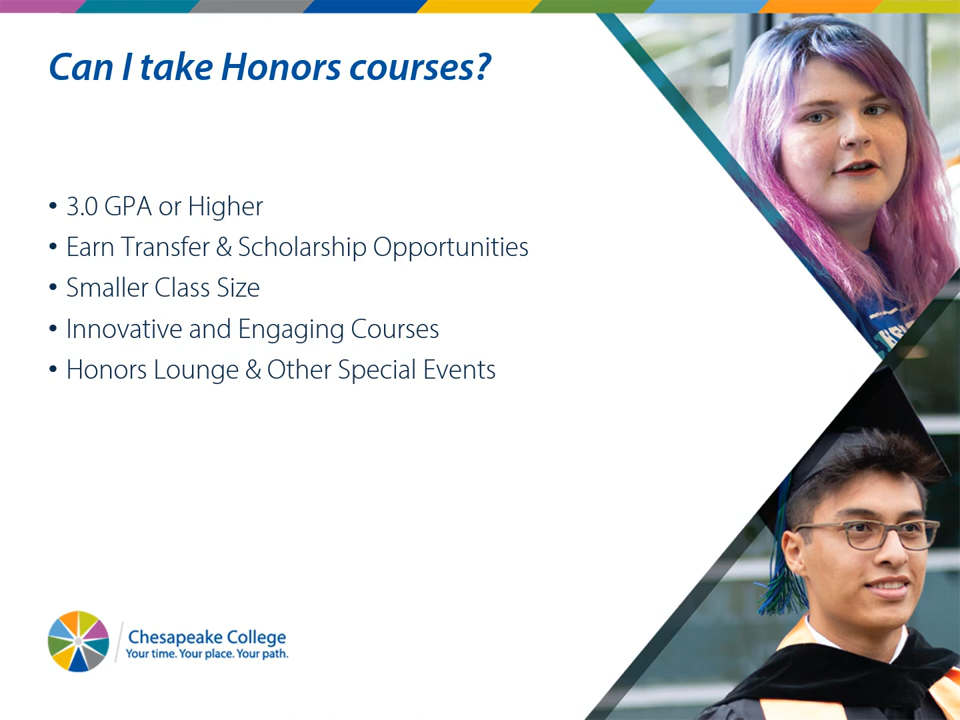 Can I take Honors courses?
• 3.0 GPA or Higher
• Earn Transfer & Scholarship Opportunities
• Smaller Class Size
• Innovative and Engaging Courses
• Honors Lounge & Other Special Events
Chesapeake College
Your time. Your place. Your path.